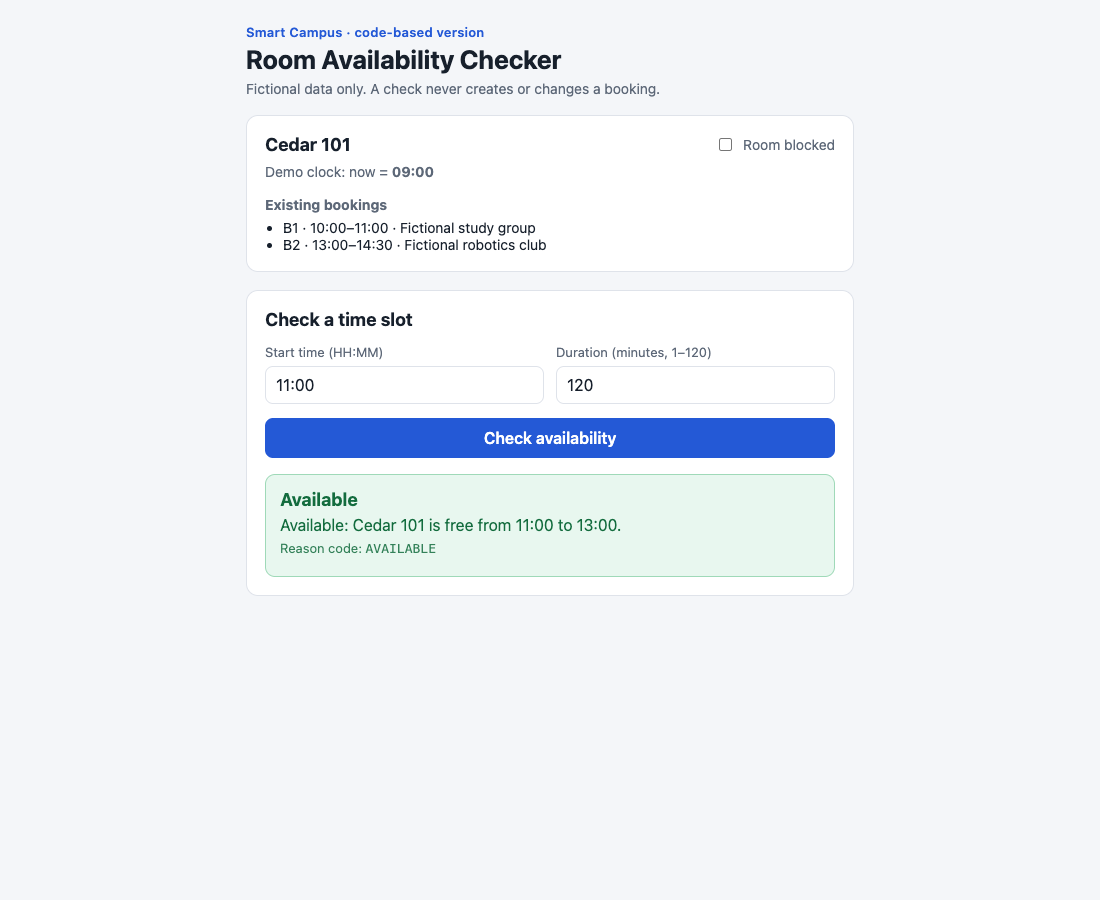 Smart Campus · code-based version
Room Availability Checker
Fictional data only. A check never creates or changes a booking.
Cedar 101
Room blocked
Demo clock: now = 09:00
Existing bookings
• B1 · 10:00–11:00 · Fictional study group
• B2 · 13:00–14:30 · Fictional robotics club
Check a time slot
Start time (HH:MM)
Duration (minutes, 1–120)
11:00
120
Check availability
Available
Available: Cedar 101 is free from 11:00 to 13:00.
Reason code: AVAILABLE